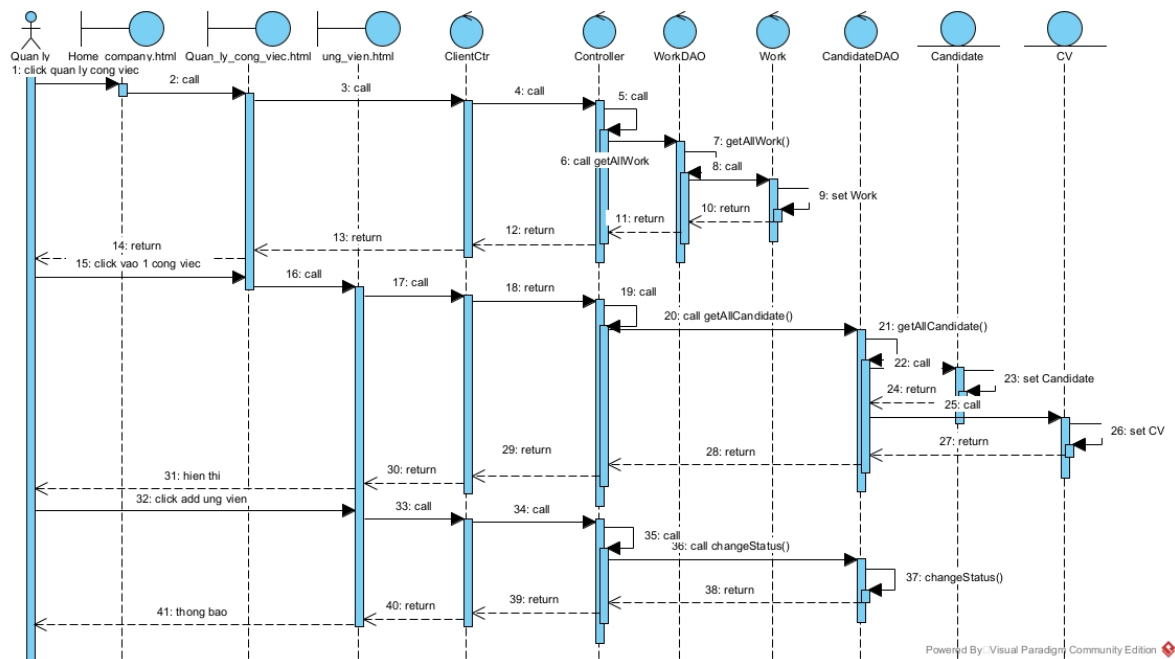 Quan ly
Home_company.html
Quan_ly_cong_viec.html
ung_vien.html
ClientCtr
Controller
WorkDAO
Work
CandidateDAO
Candidate
CV
1: click quan ly cong viec
2: call
3: call
4: call
5: call
6: call getAllWork
7: getAllWork()
8: call
9: set Work
10: return
11: return
12: return
13: return
14: return
15: click vao 1 cong viec
16: call
17: call
18: return
19: call
20: call getAllCandidate()
21: getAllCandidate()
22: call
23: set Candidate
24: return
25: call
26: set CV
27: return
28: return
29: return
30: return
31: hien thi
32: click add ung vien
33: call
34: call
35: call
36: call changeStatus()
37: changeStatus()
38: return
39: return
40: return
41: thong bao
Powered By Visual Paradigm Community Edition